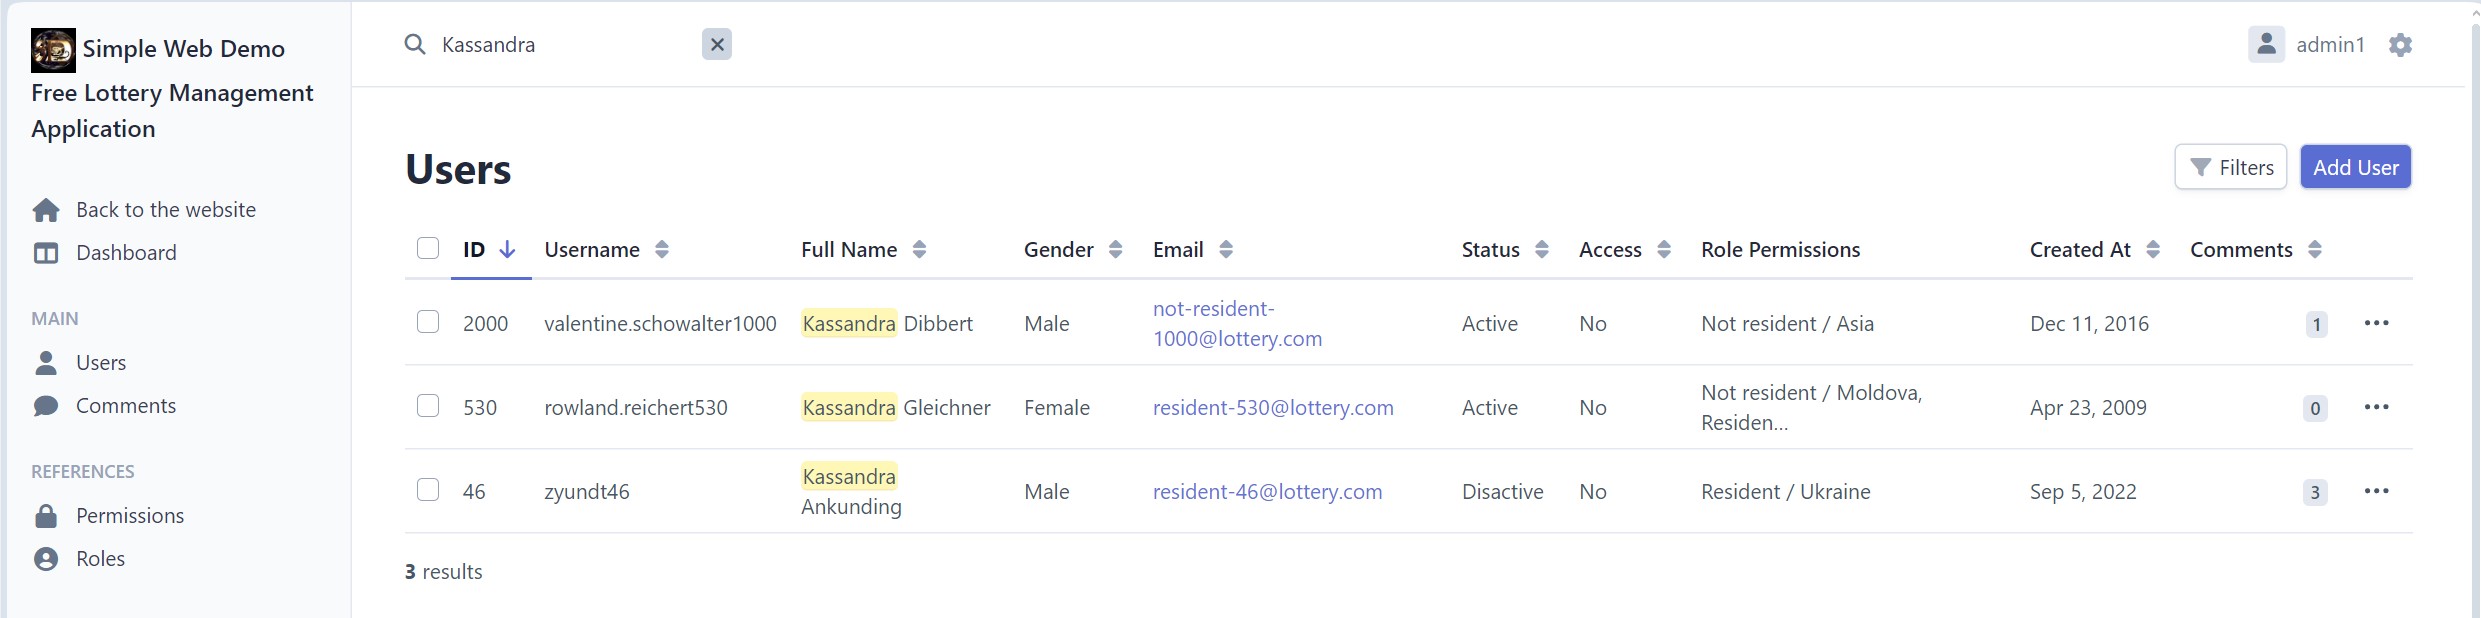 Simple Web Demo
Free Lottery Management
Application
Back to the website
Dashboard
MAIN
Users
Comments
REFERENCES
Permissions
Roles
Kassandra
admin1
Users
Filters
Add User
ID Username Full Name Gender Email Status Access Role Permissions Created At Comments
2000 valentine.schowalter1000 Kassandra Dibbert Male not-resident-
1000@lottery.com Active No Not resident / Asia Dec 11, 2016 1
530 rowland.reichert530 Kassandra Gleichner Female resident-530@lottery.com Active No Not resident / Moldova,
Residen... Apr 23, 2009 0
46 zyundt46 Kassandra
Ankunding Male resident-46@lottery.com Disactive No Resident / Ukraine Sep 5, 2022 3
3 results